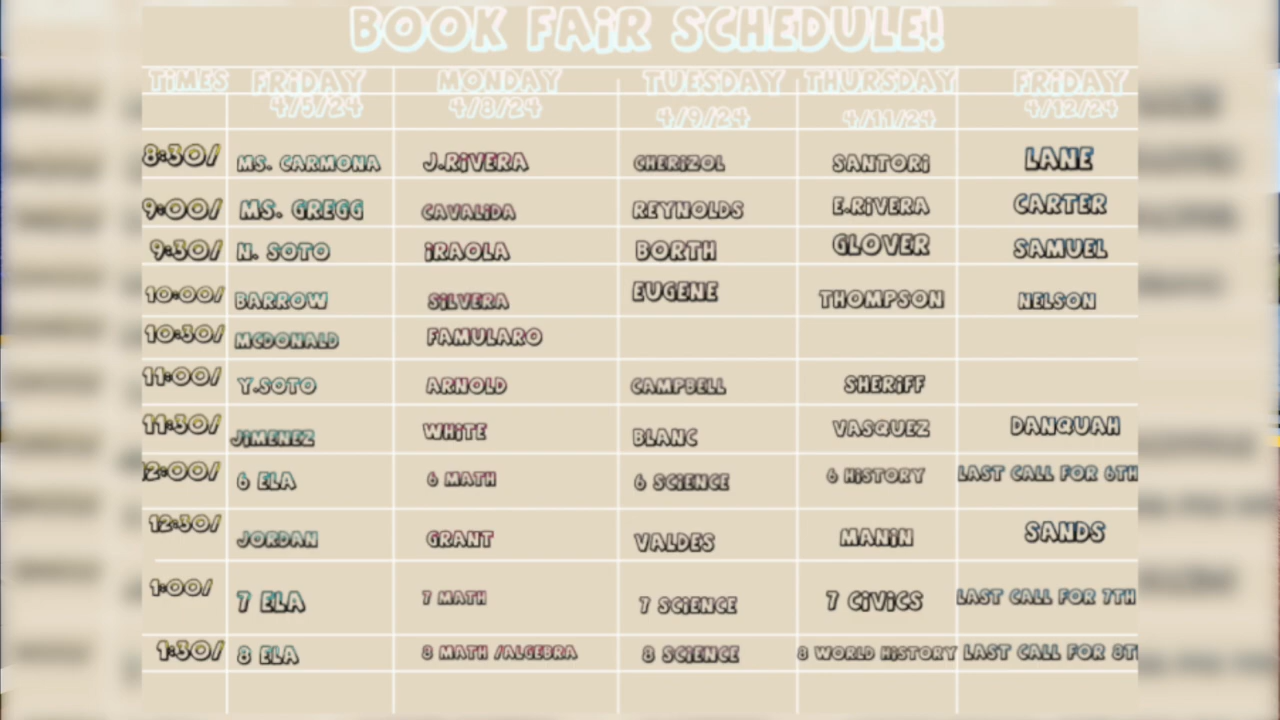 BOOK FAIR SCHEDULE!
TIMES FRIDAY MONDAY TUESDAY THURSDAY FRIDAY
4/5/24 4/8/24 4/9/24 4/11/24 4/12/24
8:30/ MS. CARMONA J.RIVERA CHERIZOL SANTORI LANE
9:00/ MS. GREGG CAVALIDA REYNOLDS E.RIVERA CARTER
9:30/ N. SOTO IRAOLA BORTH GLOVER SAMUEL
10:00/ BARROW SILVERA EUGENE THOMPSON NELSON
10:30/ MCDONALD FAMULARO
11:00/ Y.SOTO ARNOLD CAMPBELL SHERIFF
11:30/ JIMENEZ WHITE BLANC VASQUEZ DANQUAH
12:00/ 6 ELA 6 MATH 6 SCIENCE 6 HISTORY LAST CALL FOR 6TH
12:30/ JORDAN GRANT VALDES MANIN SANDS
1:00/ 7 ELA 7 MATH 7 SCIENCE 7 CIVICS LAST CALL FOR 7TH
1:30/ 8 ELA 8 MATH /ALGEBRA 8 SCIENCE 8 WORLD HISTORY LAST CALL FOR 8T